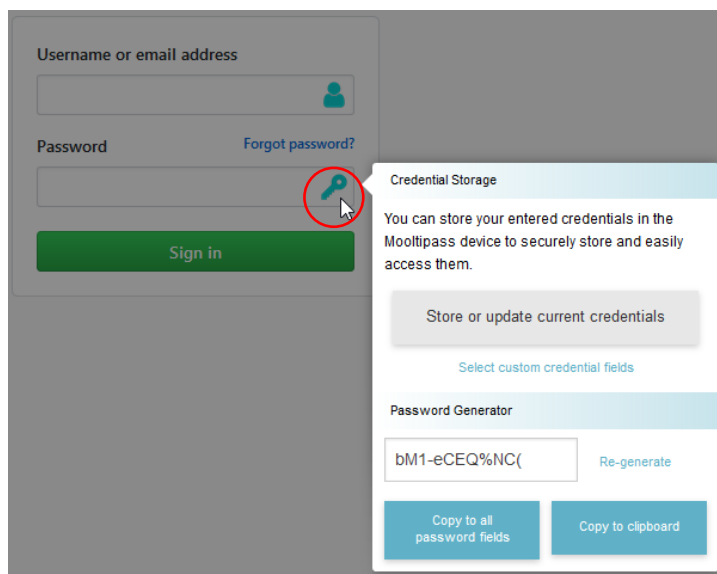 Username or email address
Password
Forgot password?
Sign in
Credential Storage
You can store your entered credentials in the
Mooltipass device to securely store and easily
access them.
Store or update current credentials
Select custom credential fields
Password Generator
bM1-eCEQ%NC(
Re-generate
Copy to all
password fields
Copy to clipboard